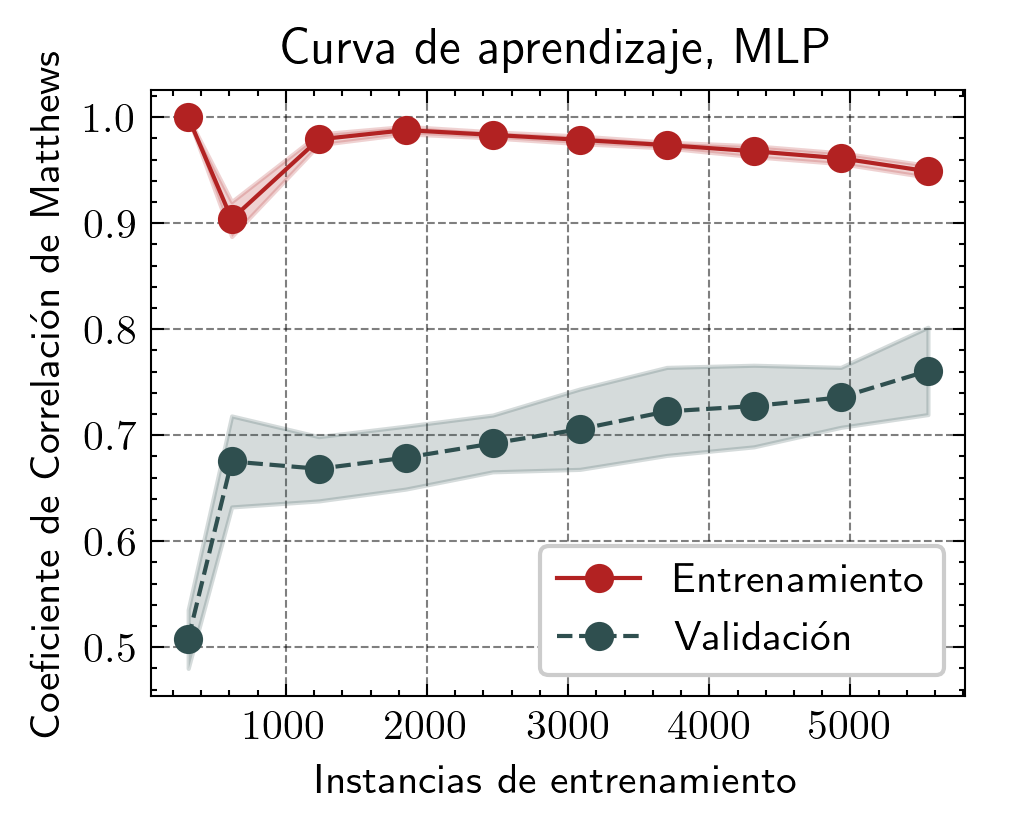 Curva de aprendizaje, MLP
Coeficiente de Correlación de Matthews
1.0
0.9
0.8
0.7
0.6
0.5
Entrenamiento
Validación
1000 2000 3000 4000 5000
Instancias de entrenamiento